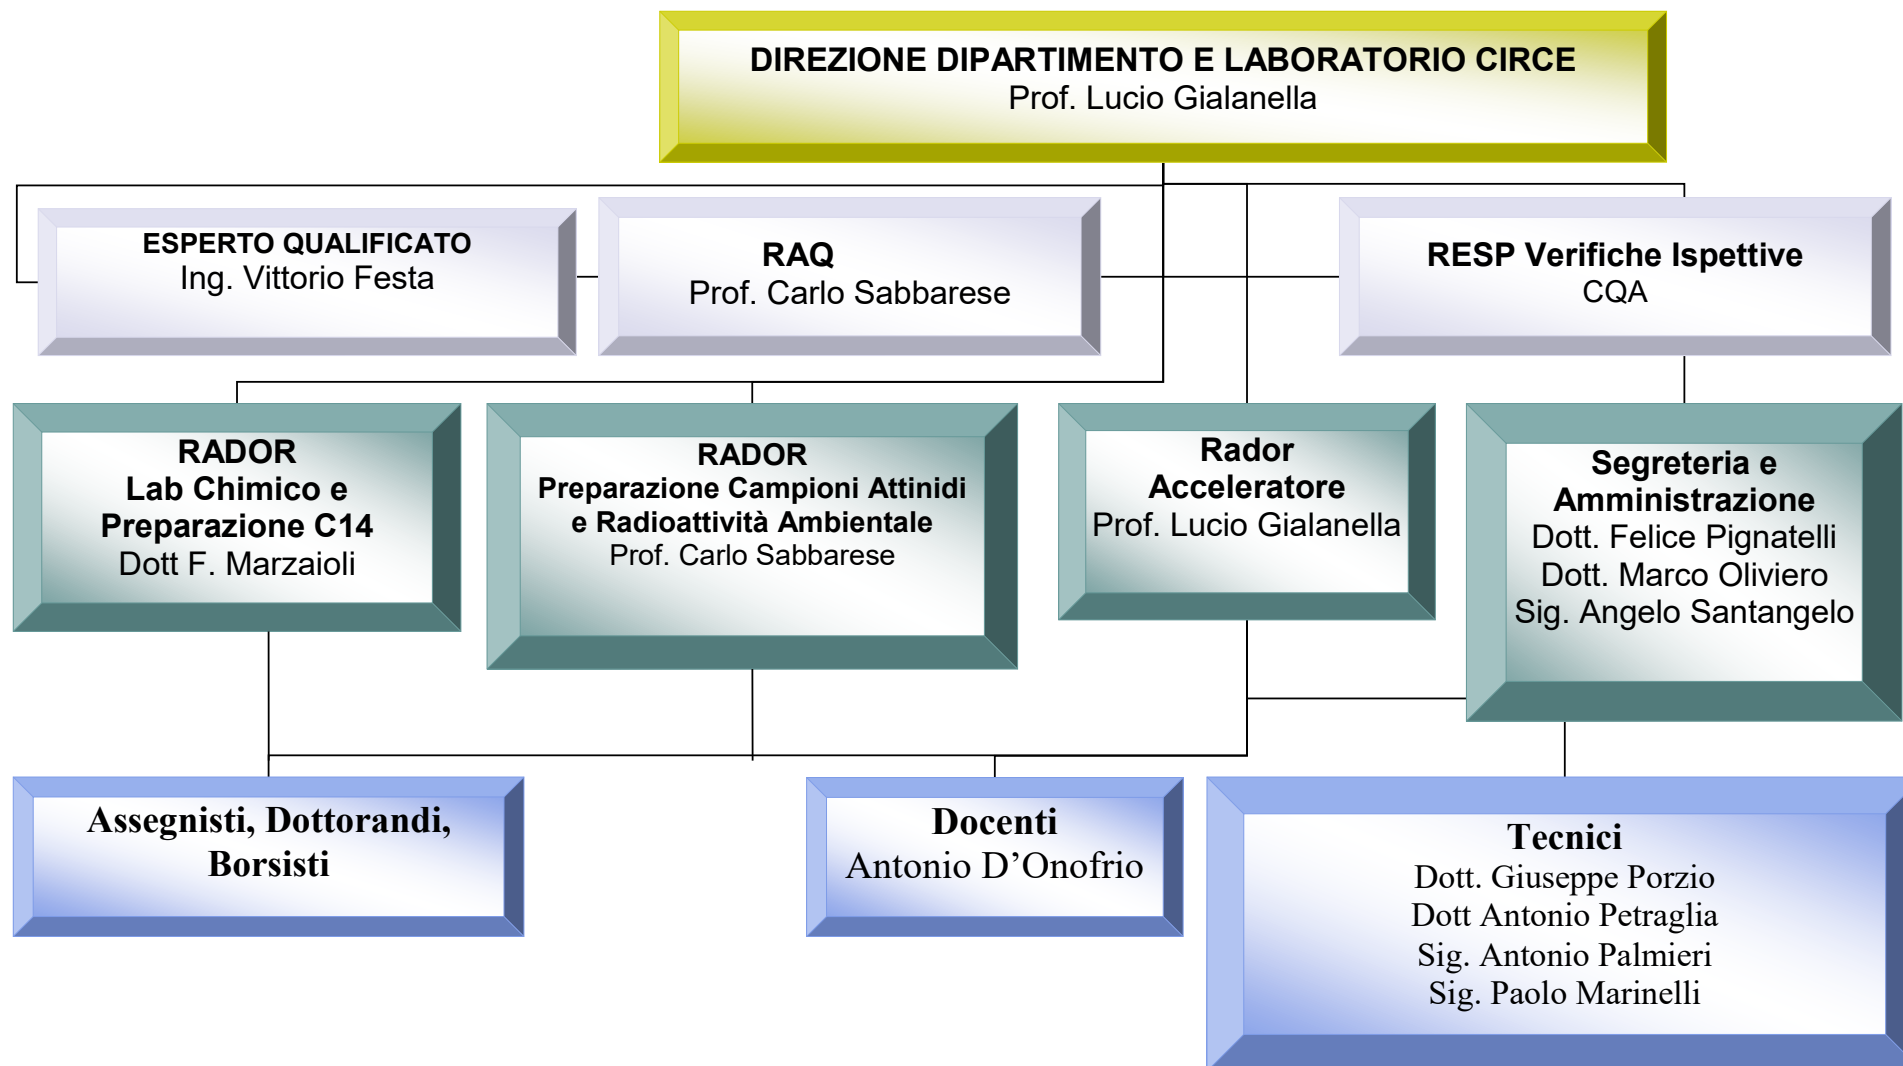 DIREZIONE DIPARTIMENTO E LABORATORIO CIRCE
Prof. Lucio Gialanella
ESPERTO QUALIFICATO
Ing. Vittorio Festa
RAQ
Prof. Carlo Sabbarese
RESP Verifiche Ispettive
CQA
RADOR
Lab Chimico e
Preparazione C14
Dott F. Marzaioli
RADOR
Preparazione Campioni Attinidi
e Radioattività Ambientale
Prof. Carlo Sabbarese
Rador
Acceleratore
Prof. Lucio Gialanella
Segreteria e
Amministrazione
Dott. Felice Pignatelli
Dott. Marco Oliviero
Sig. Angelo Santangelo
Assegnisti, Dottorandi,
Borsisti
Docenti
Antonio D’Onofrio
Tecnici
Dott. Giuseppe Porzio
Dott Antonio Petraglia
Sig. Antonio Palmieri
Sig. Paolo Marinelli